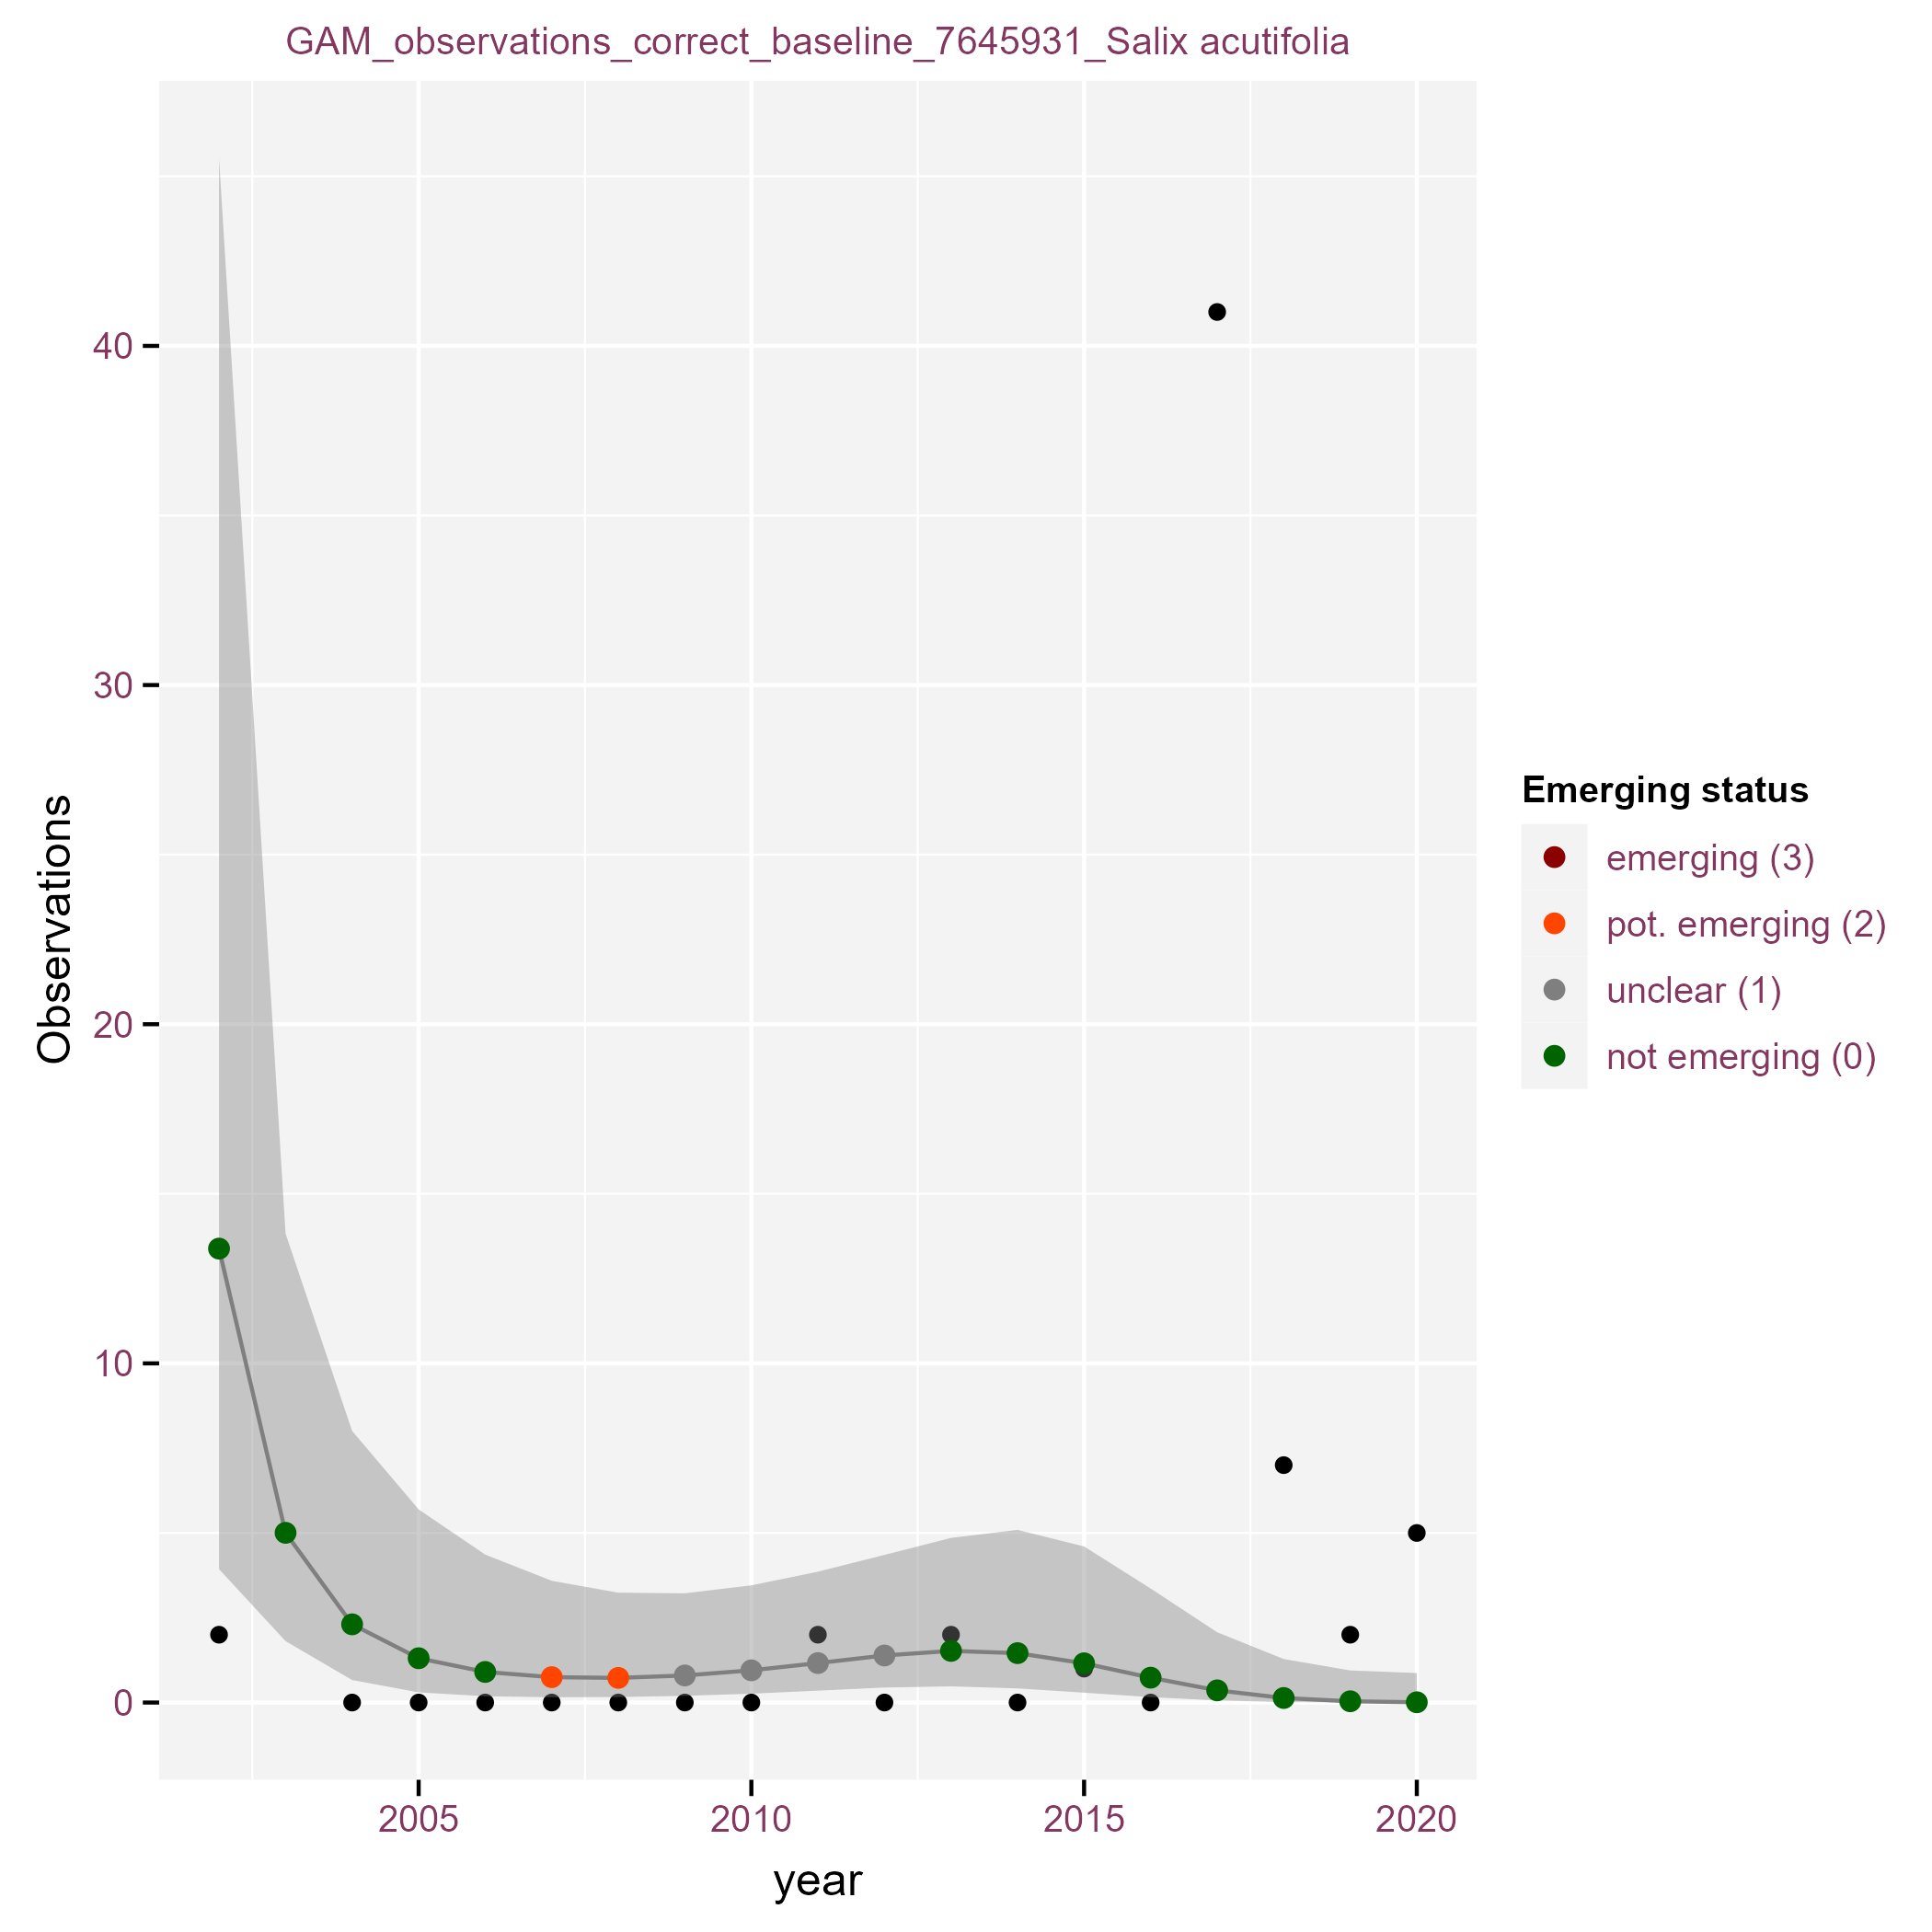 GAM_observations_correct_baseline_7645931_Salix acutifolia
Observations
40
30
20
10
0
2005
2010
2015
2020
year
Emerging status
emerging (3)
pot. emerging (2)
unclear (1)
not emerging (0)